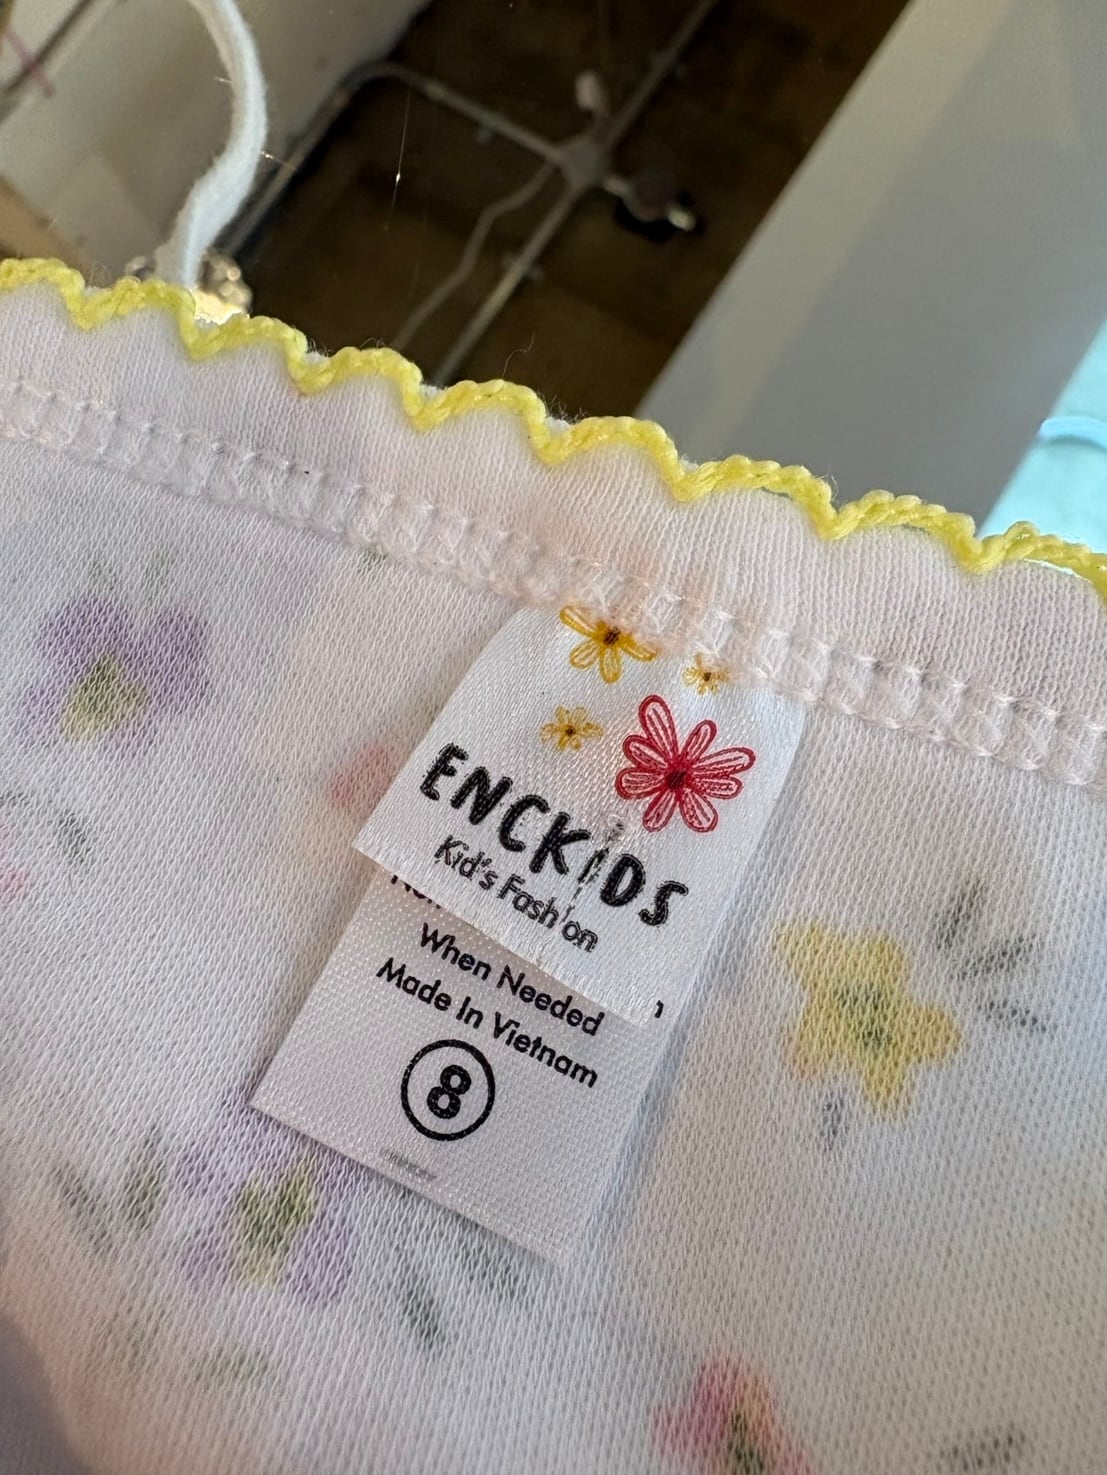 ENCKIDS
Kid's Fashion
When Needed
Made In Vietnam
8